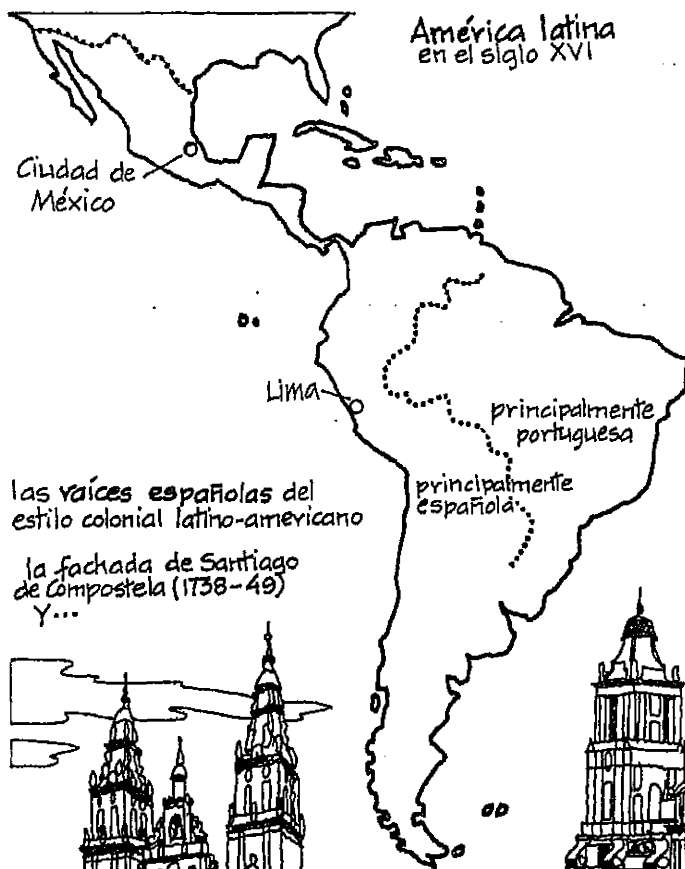 América latina
en el siglo XVI
Ciudad de
México
Lima
principalmente
portuguesa
principalmente
española
las raíces españolas del
estilo colonial latino-americano
la fachada de Santiago
de Compostela (1738-49)
y...